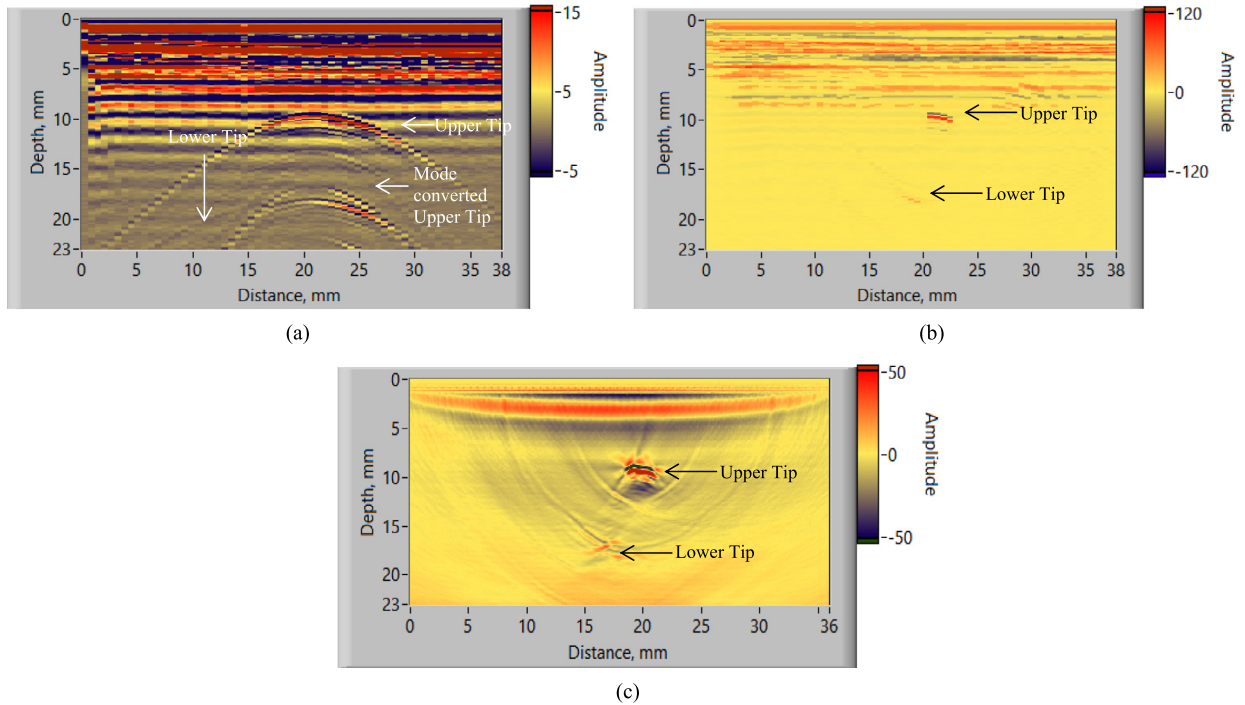 0
5
10
15
20
23
Depth, mm
Lower Tip
Upper Tip
Mode
converted
Upper Tip
0
5
10
15
20
25
30
35
38
Distance, mm
15
5
-5
Amplitude
(a)
0
5
10
15
20
23
Depth, mm
Upper Tip
Lower Tip
0
5
10
15
20
25
30
38
Distance, mm
120
0
-120
Amplitude
(b)
0
5
10
15
20
23
Depth, mm
Upper Tip
Lower Tip
0
5
10
15
20
25
30
36
Distance, mm
50
0
-50
Amplitude
(c)